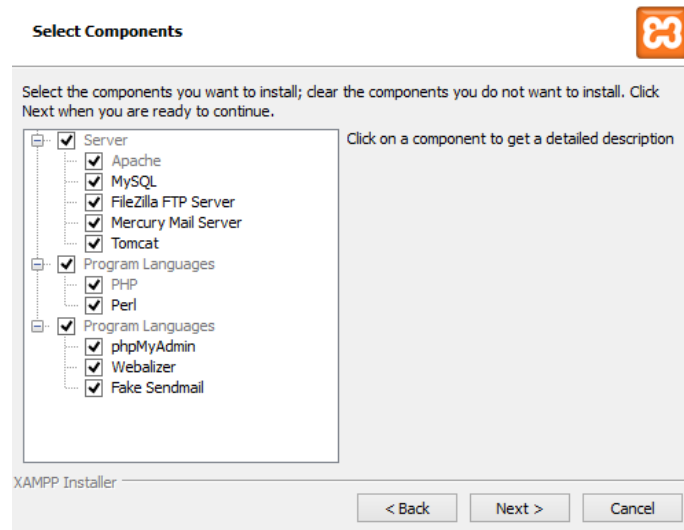 Select Components
Select the components you want to install; clear the components you do not want to install. Click
Next when you are ready to continue.
Server
Apache
MySQL
FileZilla FTP Server
Mercury Mail Server
Tomcat
Program Languages
PHP
Perl
Program Languages
phpMyAdmin
Webalizer
Fake Sendmail
Click on a component to get a detailed description
XAMPP Installer
< Back
Next >
Cancel